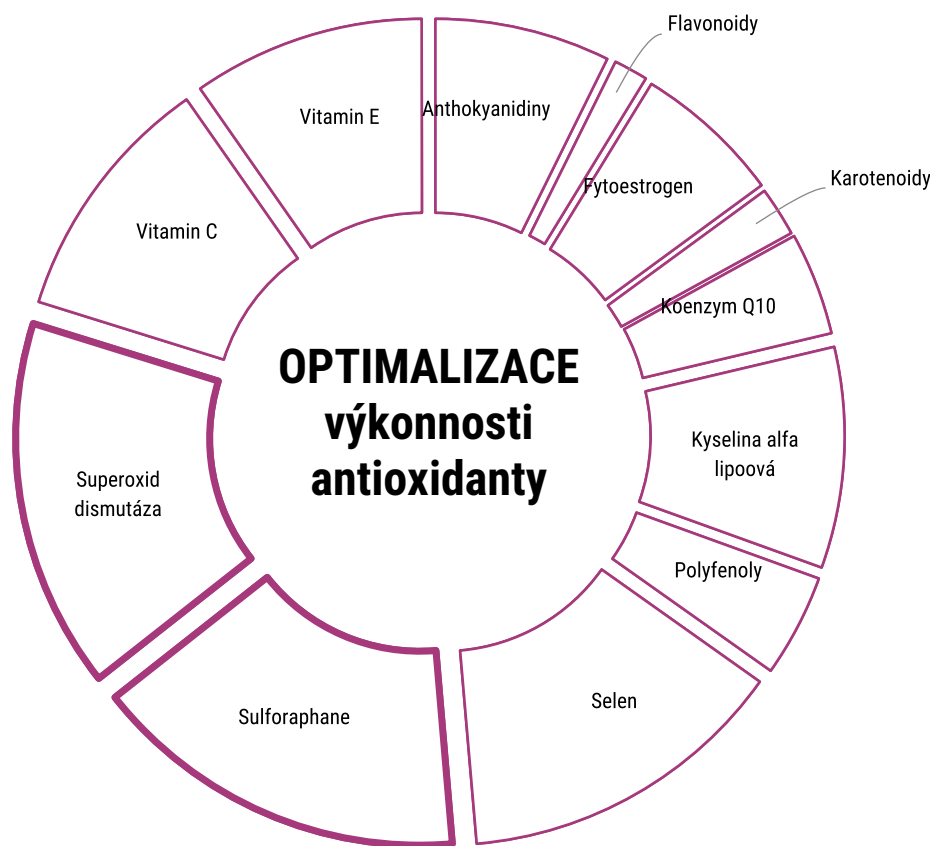 Flavonoidy
Vitamin E
Anthokyanidiny
Fytoestrogen
Karotenoidy
Vitamin C
Koenzym Q10
OPTIMALIZACE
výkonnosti
antioxidanty
Kyselina alfa
lipoová
Superoxid
dismutáza
Polyfenoly
Selen
Sulforaphane